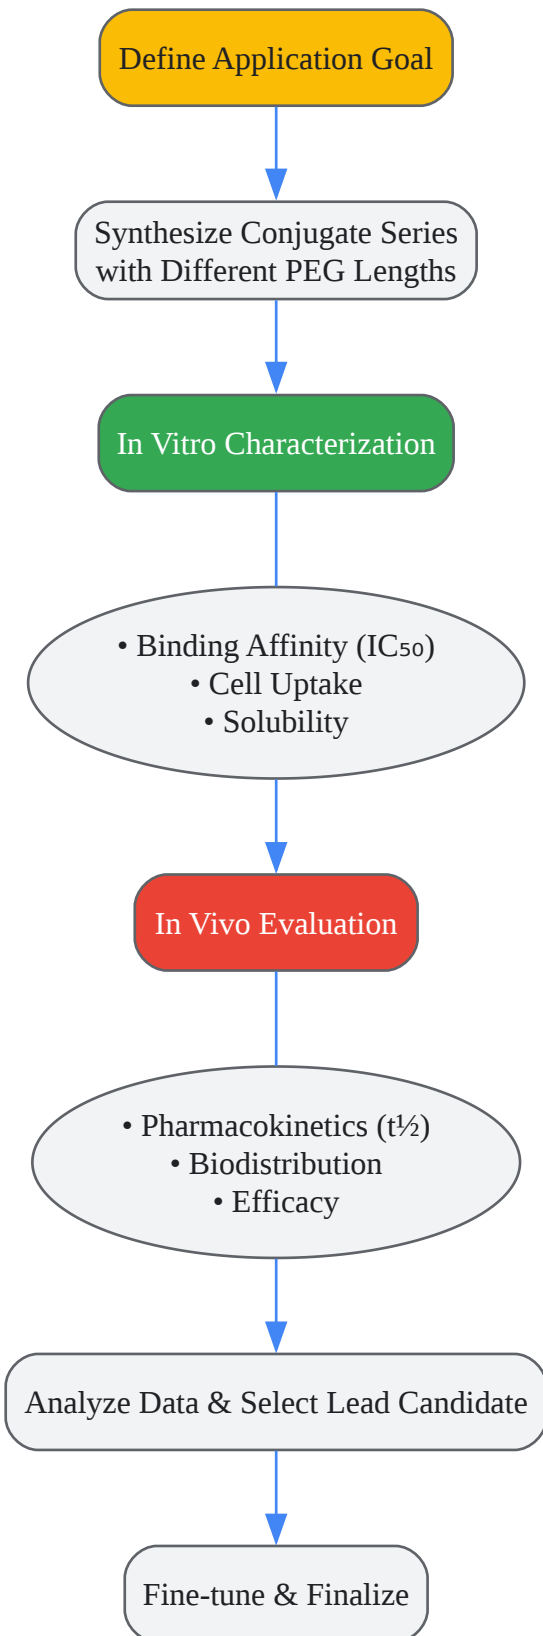 Define Application Goal
Synthesize Conjugate Series
with Different PEG Lengths
In Vitro Characterization
• Binding Affinity (IC₅₀)
• Cell Uptake
• Solubility
In Vivo Evaluation
• Pharmacokinetics (t½)
• Biodistribution
• Efficacy
Analyze Data & Select Lead Candidate
Fine-tune & Finalize